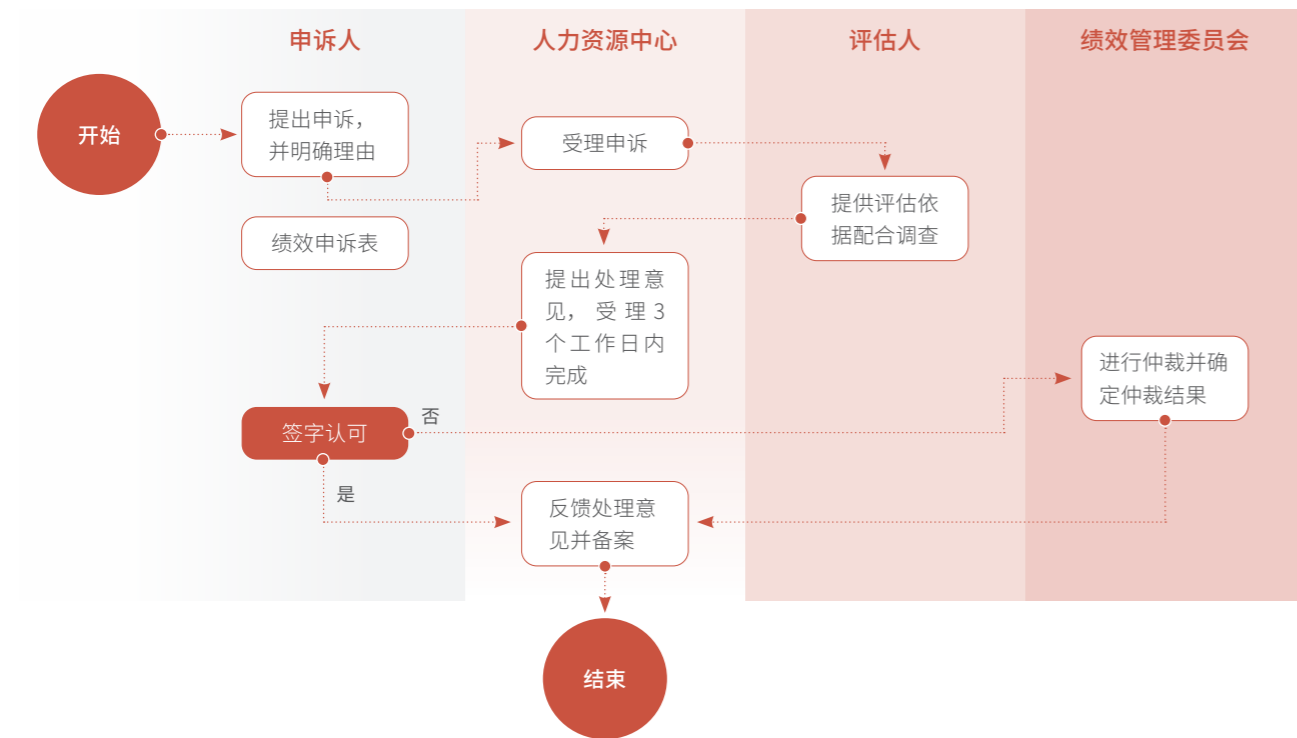 申诉人
人力资源中心
评估人
绩效管理委员会
开始
提出申诉，
并明确理由
受理申诉
提供评估依
据配合调查
绩效申诉表
提出处理意
见，受理3
个工作日内
完成
进行仲裁并确
定仲裁结果
签字认可
否
是
反馈处理意
见并备案
结束